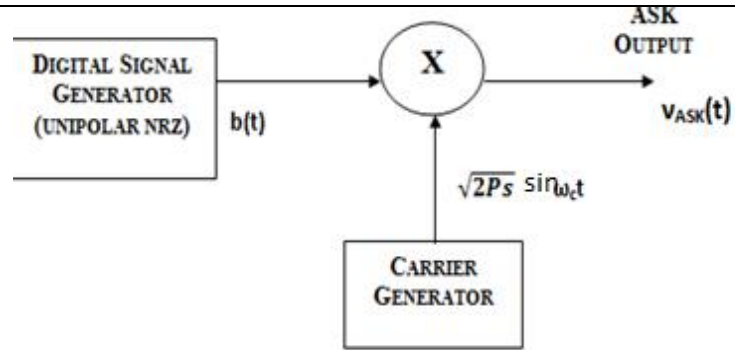 DIGITAL SIGNAL
GENERATOR
(UNIPOLAR NRZ)
b(t)
X
ASK
OUTPUT
vASK(t)
√2Ps sinωct
CARRIER
GENERATOR